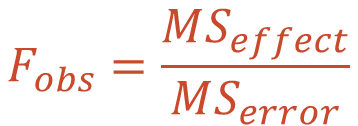 F_obs = MS_effect / MS_error